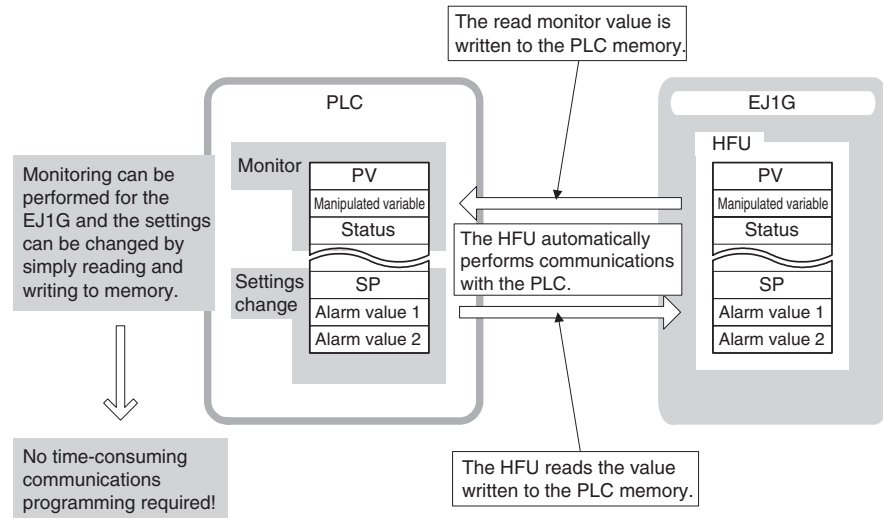 The read monitor value is
written to the PLC memory.
PLC
EJ1G
HFU
Monitoring can be
performed for the
EJ1G and the settings
can be changed by
simply reading and
writing to memory.
Monitor
PV
Manipulated variable
Status
Settings
change
SP
Alarm value 1
Alarm value 2
The HFU automatically
performs communications
with the PLC.
PV
Manipulated variable
Status
SP
Alarm value 1
Alarm value 2
No time-consuming
communications
programming required!
The HFU reads the value
written to the PLC memory.